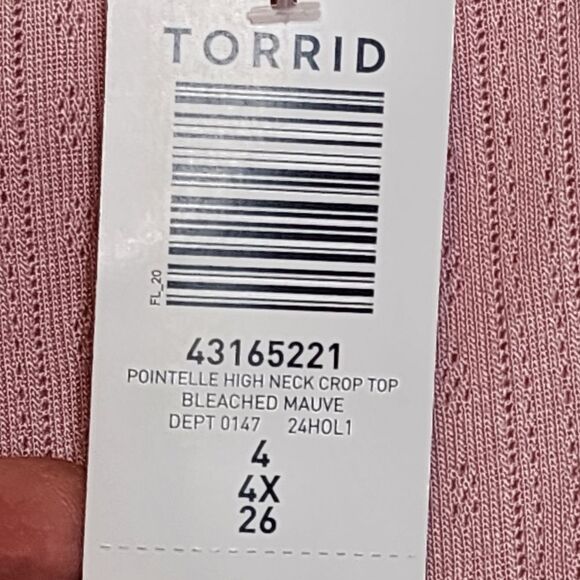 TORRID
FL_20
43165221
POINTELLE HIGH NECK CROP TOP
BLEACHED MAUVE
DEPT 0147 24HOL1
4
4X
26